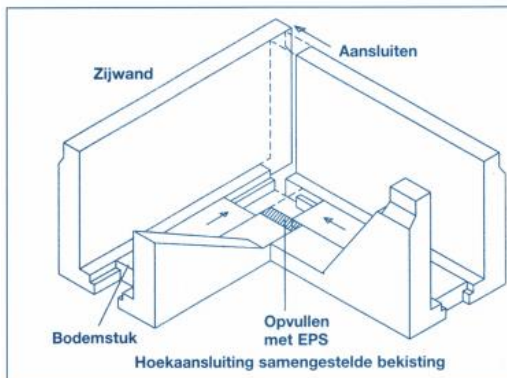 Aansluiten
Zijwand
Bodemstuk
Opvullen
met EPS
Hoekaansluiting samengestelde bekisting